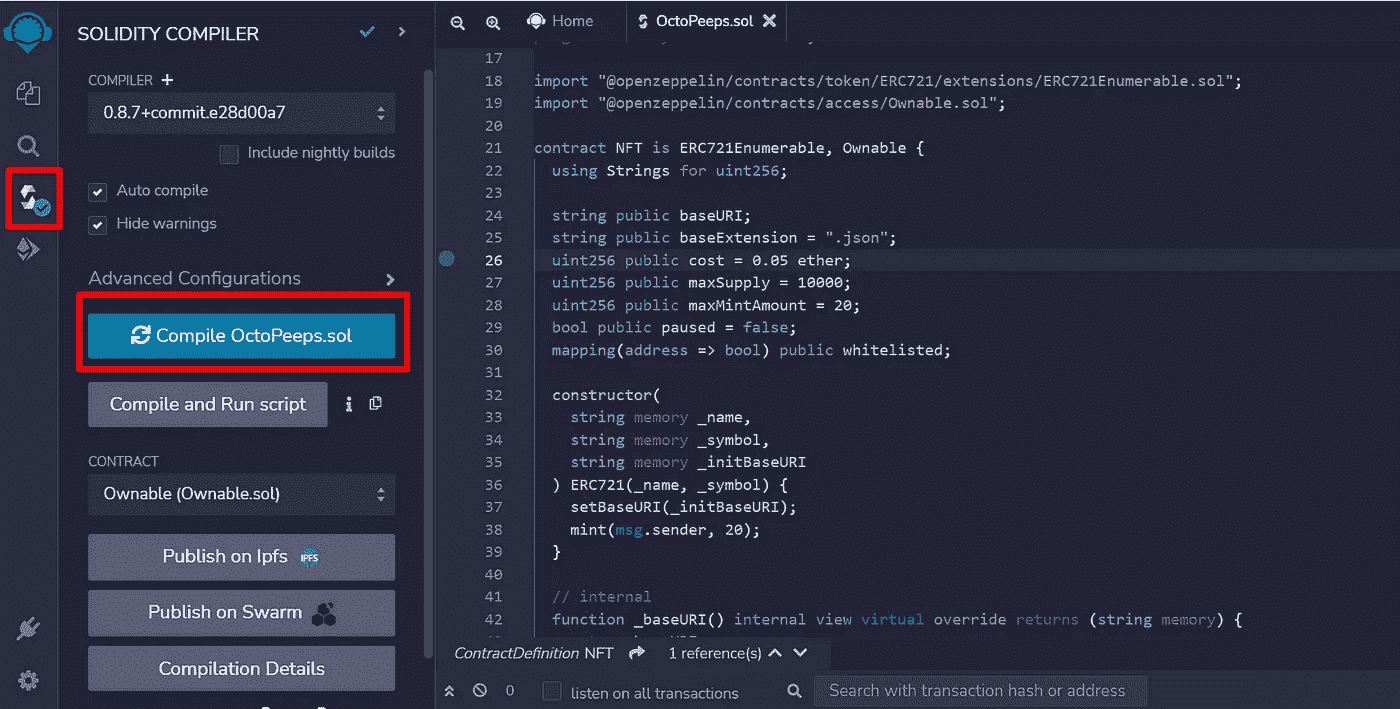 SOLIDITY COMPILER
COMPILER +
0.8.7+commit.e28d00a7
Include nightly builds
Auto compile
Hide warnings
Advanced Configurations
Compile OctoPeeps.sol
Compile and Run script
i
CONTRACT
Ownable (Ownable.sol)
Publish on Ipfs IPFS
Publish on Swarm
Compilation Details
Home
OctoPeeps.sol
17
18 import "@openzeppelin/contracts/token/ERC721/extensions/ERC721Enumerable.sol";
19 import "@openzeppelin/contracts/access/Ownable.sol";
20
21 contract NFT is ERC721Enumerable, Ownable {
22 using Strings for uint256;
23
24 string public baseURI;
25 string public baseExtension = ".json";
26 uint256 public cost = 0.05 ether;
27 uint256 public maxSupply = 10000;
28 uint256 public maxMintAmount = 20;
29 bool public paused = false;
30 mapping(address => bool) public whitelisted;
31
32 constructor(
33 string memory _name,
34 string memory _symbol,
35 string memory _initBaseURI
36 ) ERC721(_name, _symbol) {
37 setBaseURI(_initBaseURI);
38 mint(msg.sender, 20);
39 }
40
41 // internal
42 function _baseURI() internal view virtual override returns (string memory) {
ContractDefinition NFT 1 reference(s)
0 listen on all transactions
Search with transaction hash or address